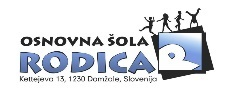 OSNOVNA ŠOLA
RODICA
Kettejeva 13, 1230 Domžale, Slovenija